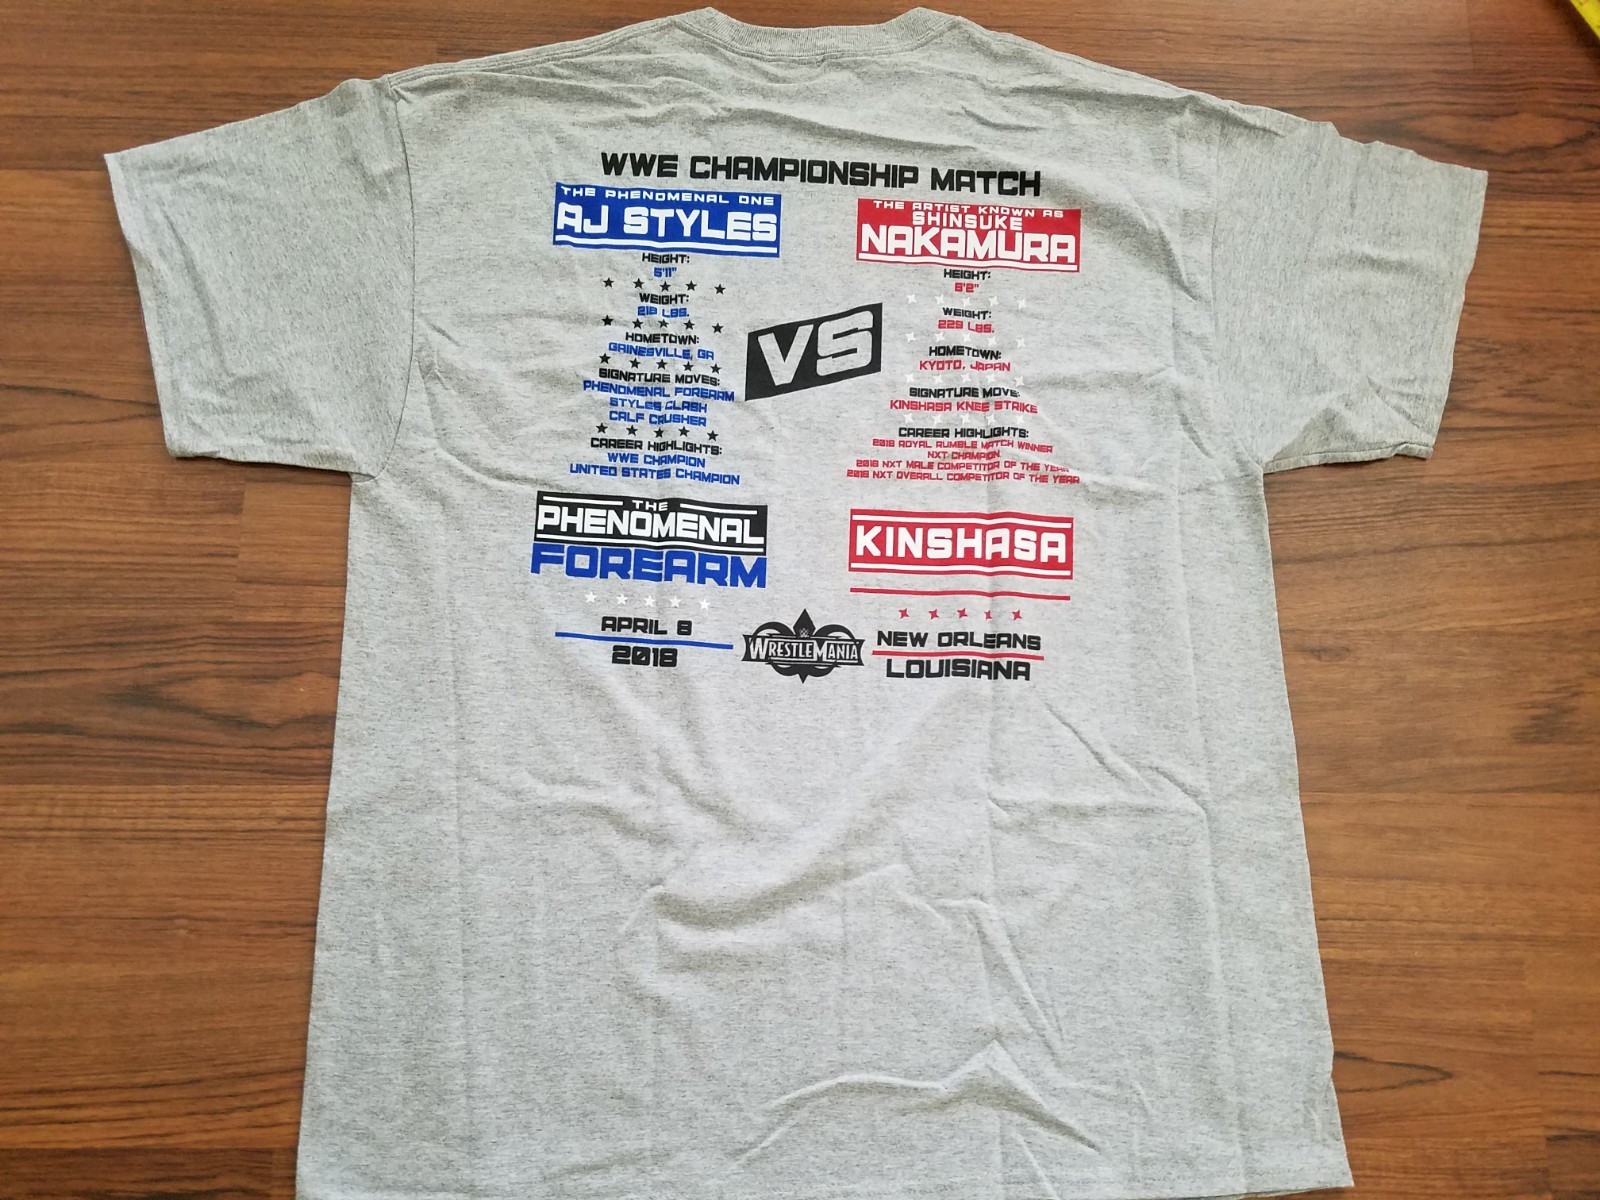 WWE CHAMPIONSHIP MATCH
THE PHENOMENAL ONE
AJ STYLES
HEIGHT:
5'11"
WEIGHT:
218 LBS.
HOMETOWN:
GAINESVILLE, GA
SIGNATURE MOVES:
PHENOMENAL FOREARM
STYLES CLASH
CALF CRUSHER
CAREER HIGHLIGHTS:
WWE CHAMPION
UNITED STATES CHAMPION
THE
PHENOMENAL
FOREARM
VS
THE ARTIST KNOWN AS
SHINSUKE
NAKAMURA
HEIGHT:
6'2"
WEIGHT:
229 LBS.
HOMETOWN:
KYOTO, JAPAN
SIGNATURE MOVE:
KINSHASA KNEE STRIKE
CAREER HIGHLIGHTS:
2018 ROYAL RUMBLE MATCH WINNER
NXT CHAMPION
2016 NXT MALE COMPETITOR OF THE YEAR
2016 NXT OVERALL COMPETITOR OF THE YEAR
KINSHASA
APRIL 8
2018
WRESTLEMANIA
NEW ORLEANS
LOUISIANA